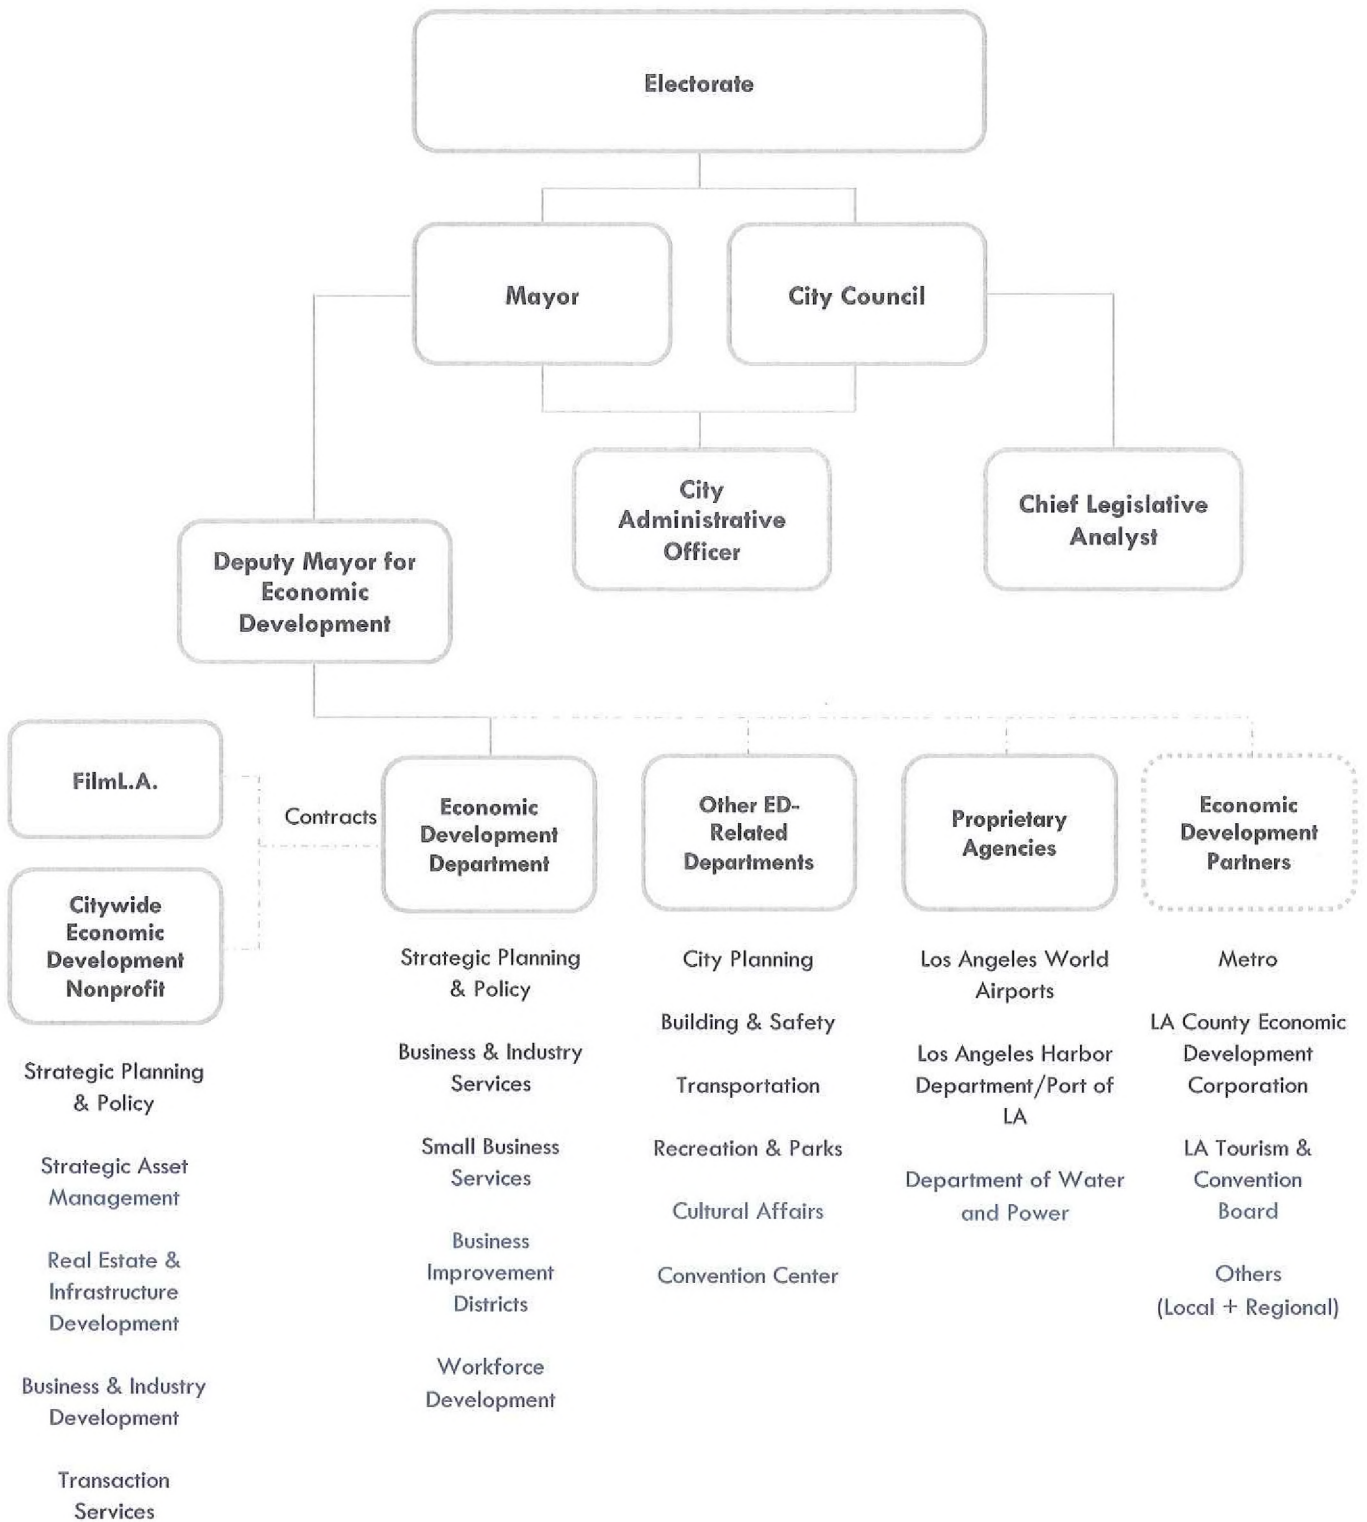 Electorate
Mayor
City Council
City
Administrative
Officer
Chief Legislative
Analyst
Deputy Mayor for
Economic
Development
FilmL.A.
Contracts
Citywide
Economic
Development
Nonprofit
Strategic Planning
& Policy
Strategic Asset
Management
Real Estate &
Infrastructure
Development
Business & Industry
Development
Transaction
Services
Economic
Development
Department
Strategic Planning
& Policy
Business & Industry
Services
Small Business
Services
Business
Improvement
Districts
Workforce
Development
Other ED-
Related
Departments
City Planning
Building & Safety
Transportation
Recreation & Parks
Cultural Affairs
Convention Center
Proprietary
Agencies
Los Angeles World
Airports
Los Angeles Harbor
Department/Port of
LA
Department of Water
and Power
Economic
Development
Partners
Metro
LA County Economic
Development
Corporation
LA Tourism &
Convention
Board
Others
(Local + Regional)